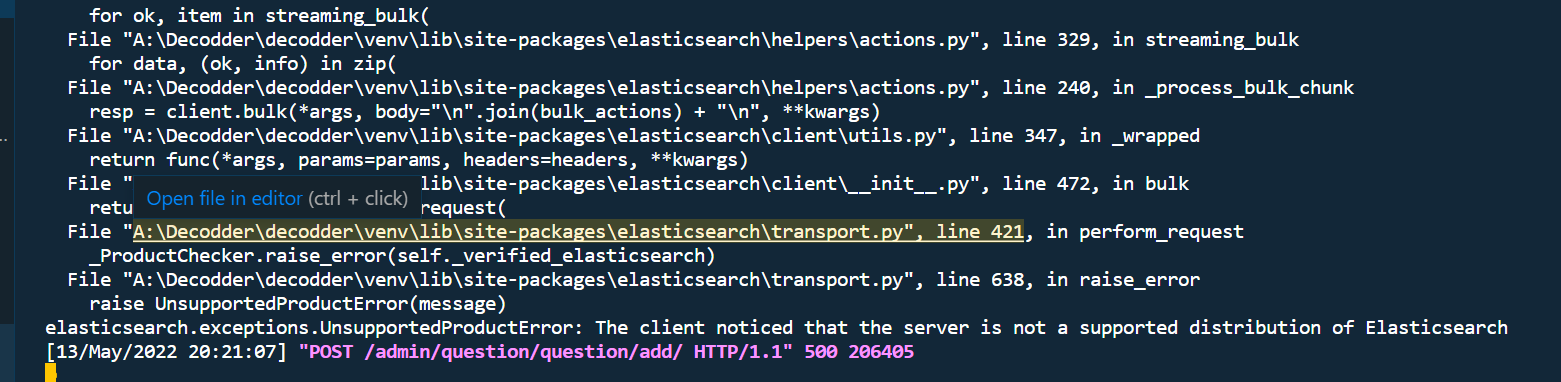 for ok, item in streaming_bulk(
File "A:\Decodder\decodder\venv\lib\site-packages\elasticsearch\helpers\actions.py", line 329, in streaming_bulk
for data, (ok, info) in zip(
File "A:\Decodder\decodder\venv\lib\site-packages\elasticsearch\helpers\actions.py", line 240, in _process_bulk_chunk
resp = client.bulk(*args, body="\n".join(bulk_actions) + "\n", **kwargs)
File "A:\Decodder\decodder\venv\lib\site-packages\elasticsearch\client\utils.py", line 347, in _wrapped
return func(*args, params=params, headers=headers, **kwargs)
File "\lib\site-packages\elasticsearch\client\__init__.py", line 472, in bulk
Open file in editor (ctrl + click)
retu request(
File "A:\Decodder\decodder\venv\lib\site-packages\elasticsearch\transport.py", line 421, in perform_request
_ProductChecker.raise_error(self._verified_elasticsearch)
File "A:\Decodder\decodder\venv\lib\site-packages\elasticsearch\transport.py", line 638, in raise_error
raise UnsupportedProductError(message)
elasticsearch.exceptions.UnsupportedProductError: The client noticed that the server is not a supported distribution of Elasticsearch
[13/May/2022 20:21:07] "POST /admin/question/question/add/ HTTP/1.1" 500 206405